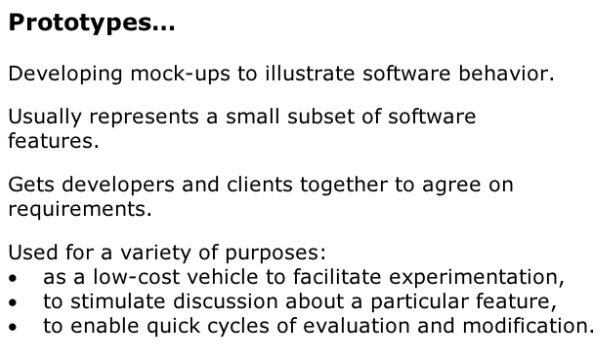 Prototypes...
Developing mock-ups to illustrate software behavior.
Usually represents a small subset of software
features.
Gets developers and clients together to agree on
requirements.
Used for a variety of purposes:
• as a low-cost vehicle to facilitate experimentation,
• to stimulate discussion about a particular feature,
• to enable quick cycles of evaluation and modification.